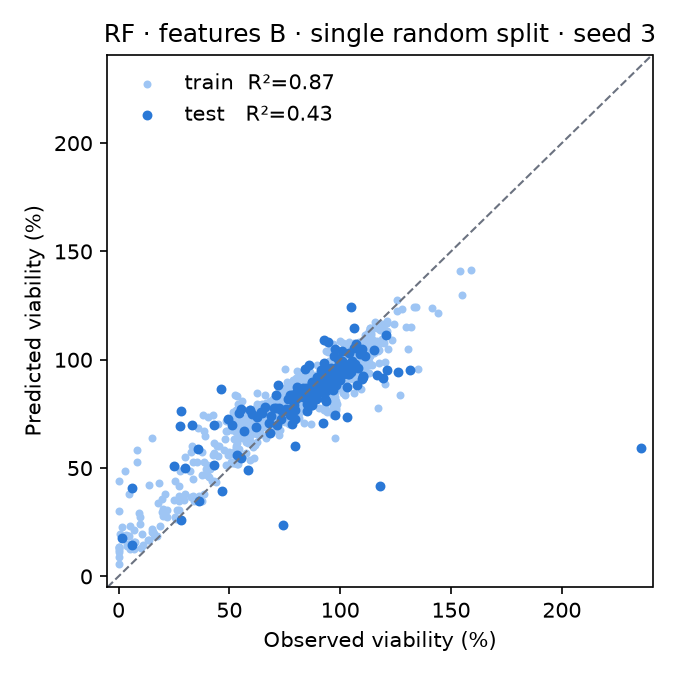 RF · features B · single random split · seed 3
train R²=0.87
test R²=0.43
200
150
100
50
0
Predicted viability (%)
0 50 100 150 200
Observed viability (%)